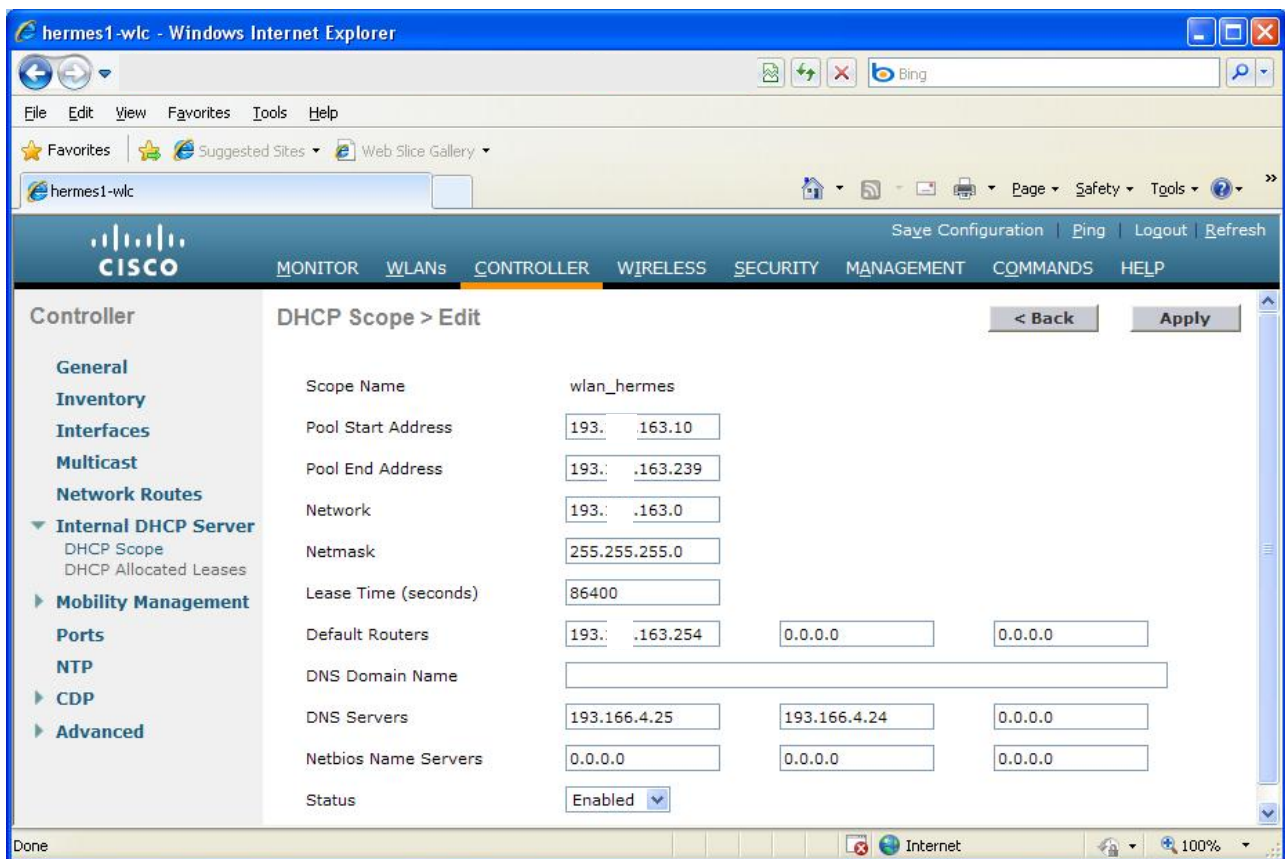 hermes1-wlc - Windows Internet Explorer
Bing
File Edit View Favorites Tools Help
Favorites Suggested Sites Web Slice Gallery
hermes1-wlc Page Safety Tools »
Save Configuration | Ping | Logout | Refresh
CISCO MONITOR WLANs CONTROLLER WIRELESS SECURITY MANAGEMENT COMMANDS HELP
Controller
General
Inventory
Interfaces
Multicast
Network Routes
Internal DHCP Server
DHCP Scope
DHCP Allocated Leases
Mobility Management
Ports
NTP
CDP
Advanced
DHCP Scope > Edit < Back Apply
Scope Name wlan_hermes
Pool Start Address 193. .163.10
Pool End Address 193. .163.239
Network 193. .163.0
Netmask 255.255.255.0
Lease Time (seconds) 86400
Default Routers 193. .163.254 0.0.0.0 0.0.0.0
DNS Domain Name
DNS Servers 193.166.4.25 193.166.4.24 0.0.0.0
Netbios Name Servers 0.0.0.0 0.0.0.0 0.0.0.0
Status Enabled
Done Internet 100%